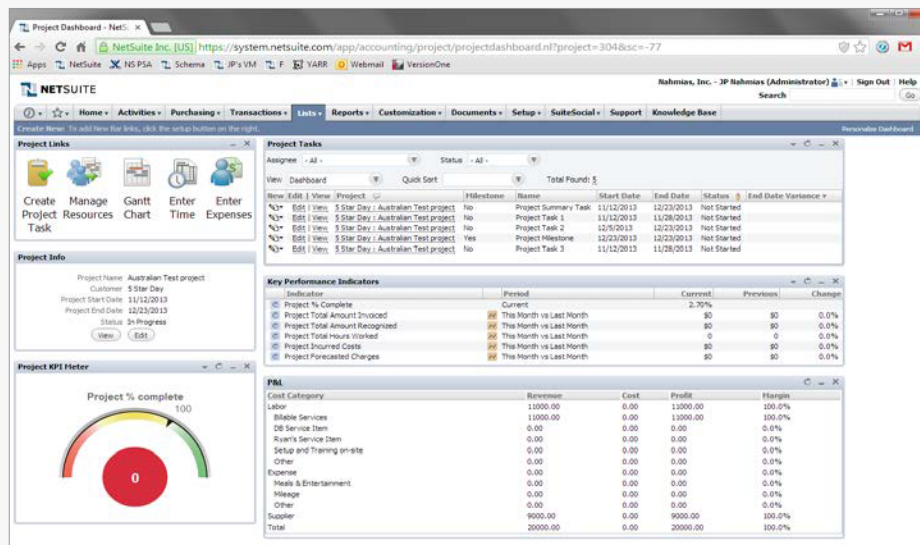 Project Dashboard - NetS
NetSuite Inc. [US] https://system.netsuite.com/app/accounting/project/projectdashboard.nl?project=304&sc=-77
Apps NetSuite NS PSA Schema JP's VM F YARR Webmail VersionOne
NETSUITE
Nahmias, Inc. - JP Nahmias (Administrator) Sign Out Help
Search Go
Home Activities Purchasing Transactions Lists Reports Customization Documents Setup SuiteSocial Support Knowledge Base
Create New: To add New Bar links, click the setup button on the right. Personalize Dashboard
Project Links
Create Project Task
Manage Resources
Gantt Chart
Enter Time
Enter Expenses
Project Info
Project Name Australian Test project
Customer 5 Star Day
Project Start Date 11/12/2013
Project End Date 12/23/2013
Status In Progress
View Edit
Project KPI Meter
Project % complete
100
0
Project Tasks
Assignee - All - Status - All -
View Dashboard Quick Sort Total Found: 5
New Edit | View Project Milestone Name Start Date End Date Status End Date Variance
Edit | View 5 Star Day : Australian Test project No Project Summary Task 11/12/2013 12/23/2013 Not Started
Edit | View 5 Star Day : Australian Test project No Project Task 1 11/12/2013 11/28/2013 Not Started
Edit | View 5 Star Day : Australian Test project No Project Task 2 12/5/2013 12/23/2013 Not Started
Edit | View 5 Star Day : Australian Test project Yes Project Milestone 12/23/2013 12/23/2013 Not Started
Edit | View 5 Star Day : Australian Test project No Project Task 3 11/12/2013 11/28/2013 Not Started
Key Performance Indicators
Indicator Period Current Previous Change
Project % Complete Current 2.70%
Project Total Amount Invoiced This Month vs Last Month $0 $0 0.0%
Project Total Amount Recognized This Month vs Last Month $0 $0 0.0%
Project Total Hours Worked This Month vs Last Month 0 0 0.0%
Project Incurred Costs This Month vs Last Month $0 $0 0.0%
Project Forecasted Charges This Month vs Last Month $0 $0 0.0%
P&L
Cost Category Revenue Cost Profit Margin
Labor 11000.00 0.00 11000.00 100.0%
Billable Services 11000.00 0.00 11000.00 100.0%
DB Service Item 0.00 0.00 0.00 0.0%
Ryan's Service Item 0.00 0.00 0.00 0.0%
Setup and Training on-site 0.00 0.00 0.00 0.0%
Other 0.00 0.00 0.00 0.0%
Expense 0.00 0.00 0.00 0.0%
Meals & Entertainment 0.00 0.00 0.00 0.0%
Mileage 0.00 0.00 0.00 0.0%
Other 0.00 0.00 0.00 0.0%
Supplier 9000.00 0.00 9000.00 100.0%
Total 20000.00 0.00 20000.00 100.0%